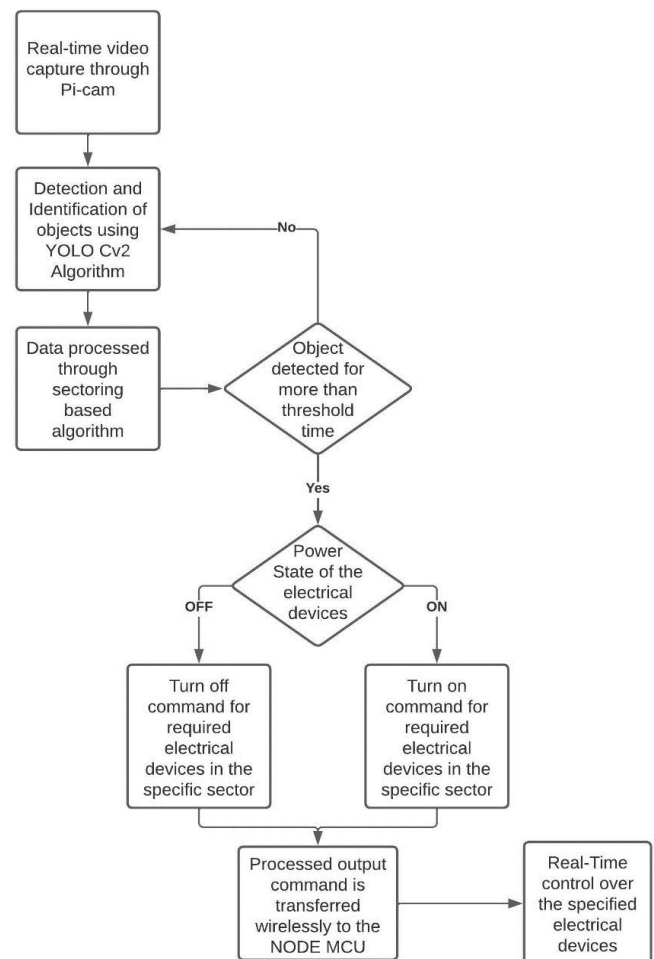 Real-time video
capture through
Pi-cam
Detection and
Identification of
objects using
YOLO Cv2
Algorithm
No
Data processed
through
sectoring
based
algorithm
Object
detected for
more than
threshold
time
Yes
Power
State of the
electrical
devices
OFF
ON
Turn off
command for
required
electrical
devices in the
specific sector
Turn on
command for
required
electrical
devices in the
specific sector
Processed output
command is
transferred
wirelessly to the
NODE MCU
Real-Time
control over
the specified
electrical
devices